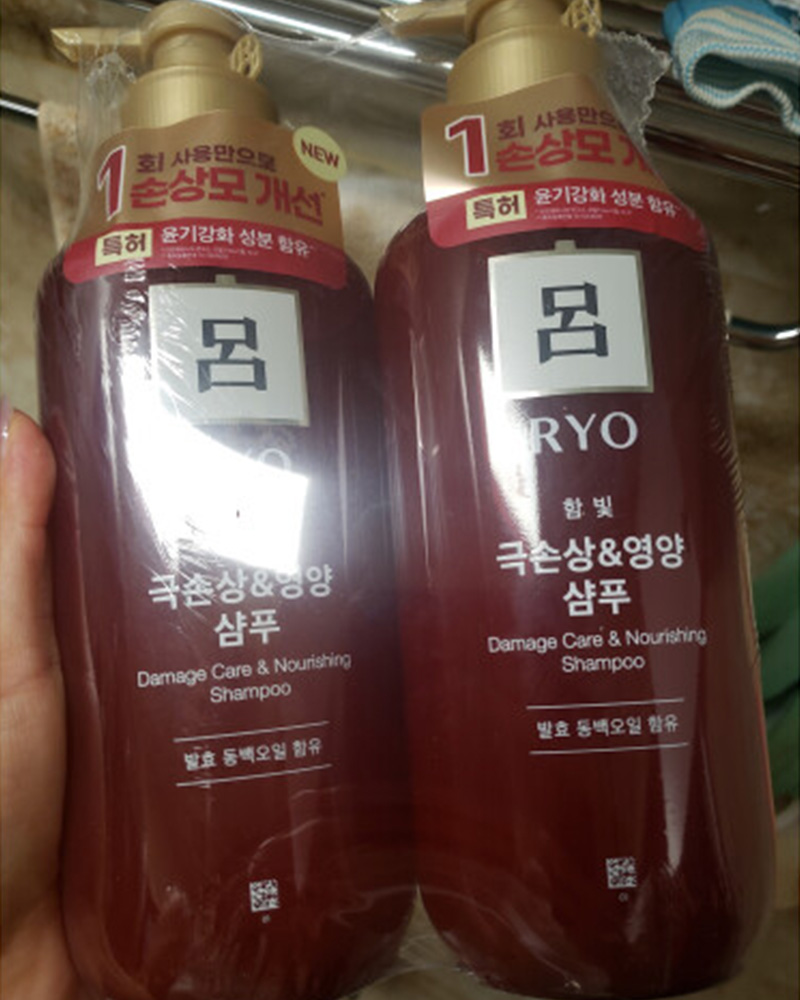 1 회 사용만으로
손상모 개선
NEW
특허 윤기강화 성분 함유
呂
극손상&영양
샴푸
Damage Care & Nourishing
Shampoo
발효 동백오일 함유
1 회 사용만으로
손상모
특허 윤기강화 성분 함유
呂
RYO
함빛
극손상&영양
샴푸
Damage Care & Nourishing
Shampoo
발효 동백오일 함유